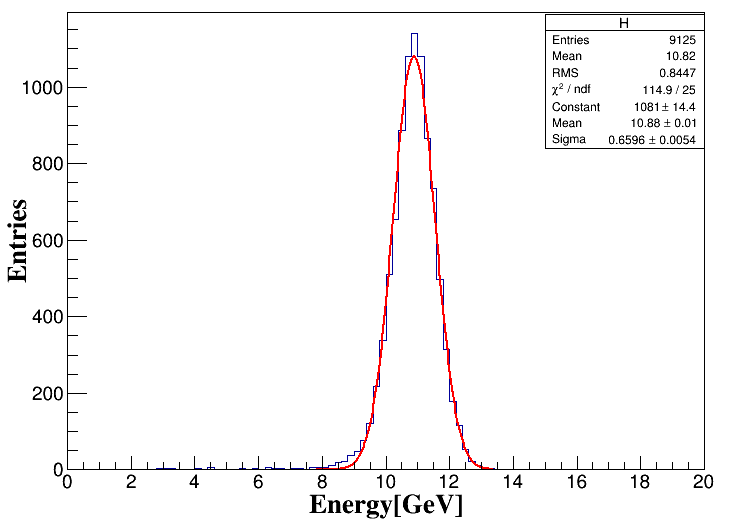 H
Entries 9125
Mean 10.82
RMS 0.8447
χ² / ndf 114.9 / 25
Constant 1081 ± 14.4
Mean 10.88 ± 0.01
Sigma 0.6596 ± 0.0054
1000
800
600
400
200
0
Entries
0 2 4 6 8 10 12 14 16 18 20
Energy[GeV]